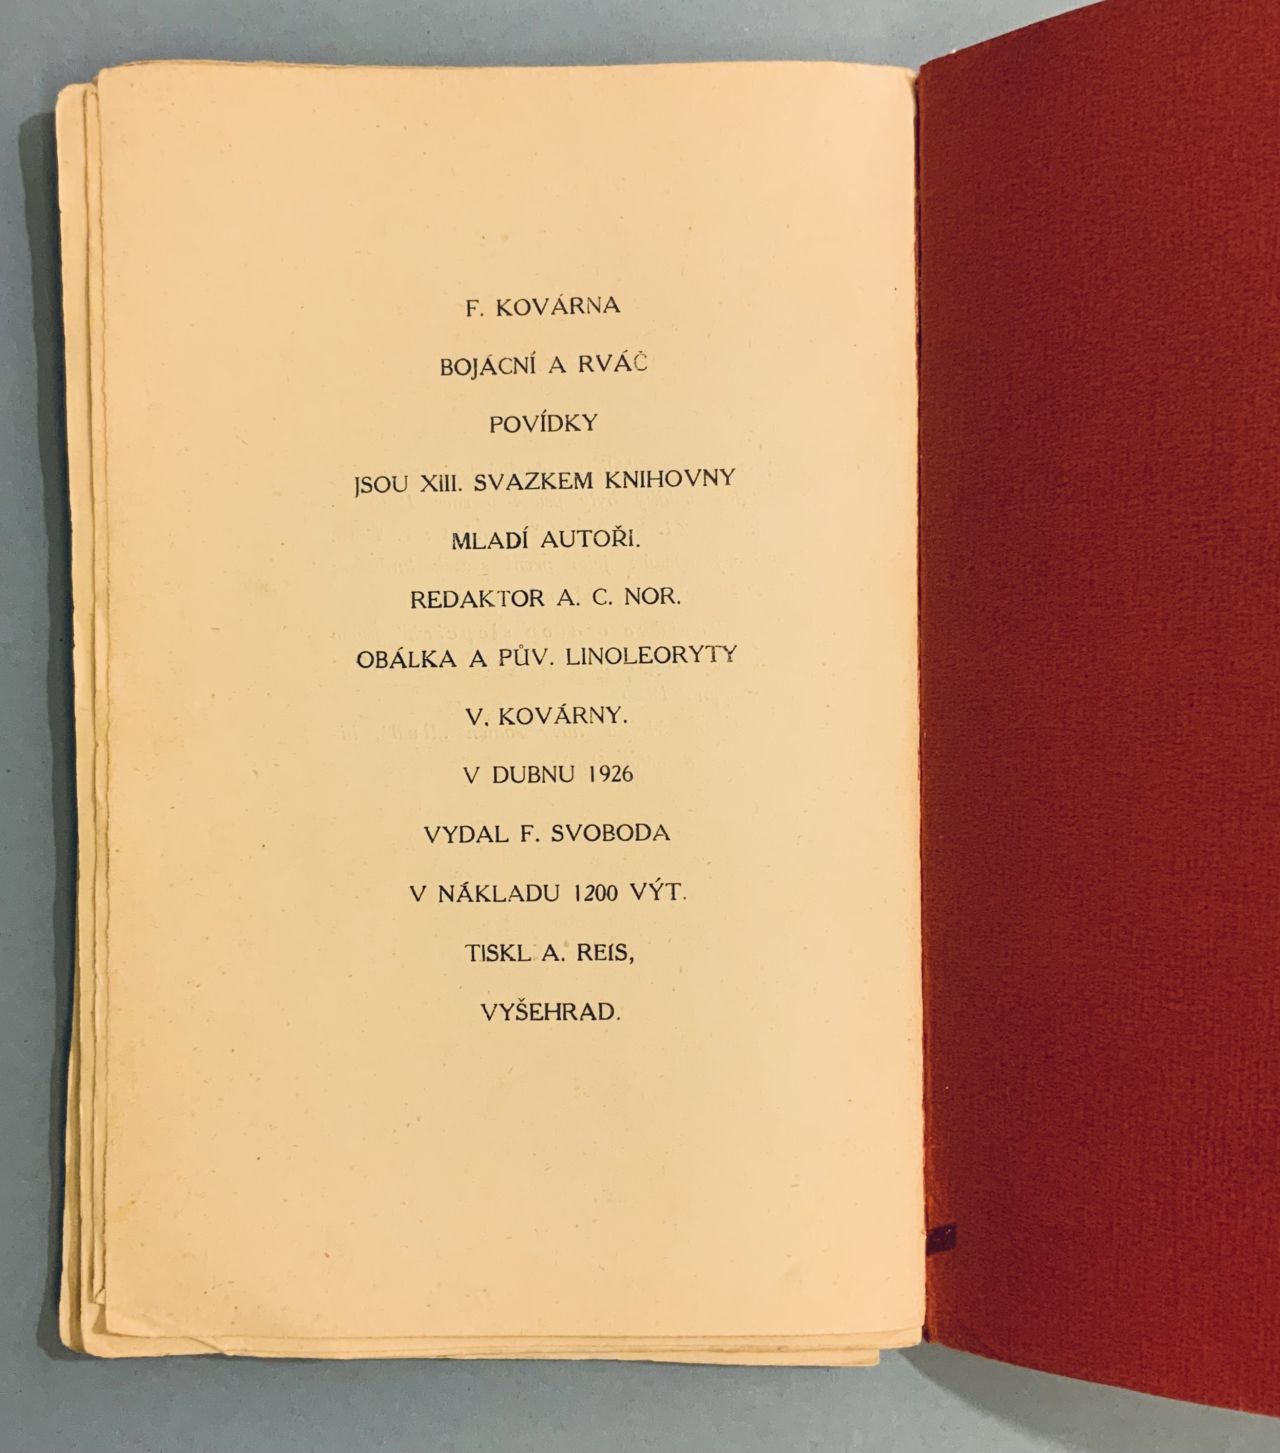 F. KOVÁRNA
BOJÁCNÍ A RVÁČ
POVÍDKY
JSOU XIII. SVAZKEM KNIHOVNY
MLADÍ AUTOŘI.
REDAKTOR A. C. NOR.
OBÁLKA A PŮV. LINOLEORYTY
V. KOVÁRNY.
V DUBNU 1926
VYDAL F. SVOBODA
V NÁKLADU 1200 VÝT.
TISKL A. REIS,
VYŠEHRAD.